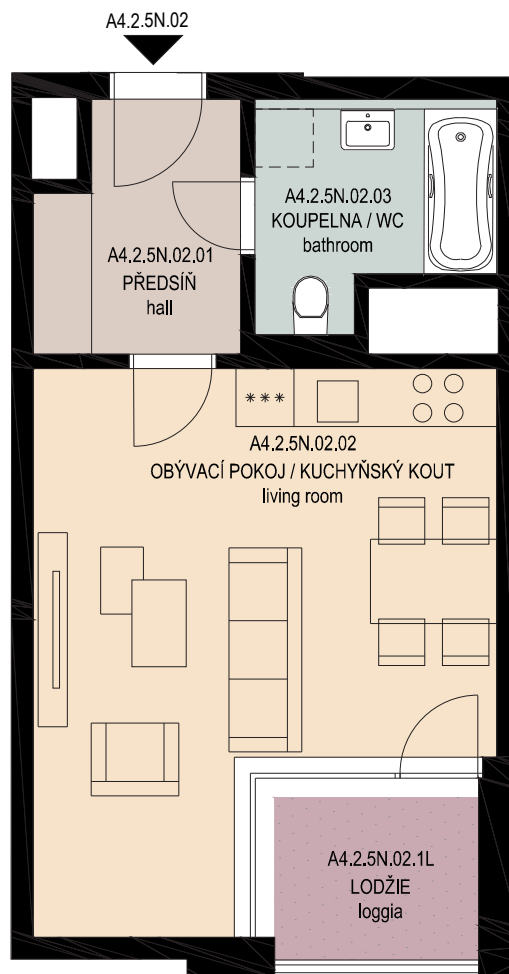 A4.2.5N.02
A4.2.5N.02.03
KOUPELNA / WC
bathroom
A4.2.5N.02.01
PŘEDSÍŇ
hall
A4.2.5N.02.02
OBÝVACÍ POKOJ / KUCHYŇSKÝ KOUT
living room
A4.2.5N.02.1L
LODŽIE
loggia